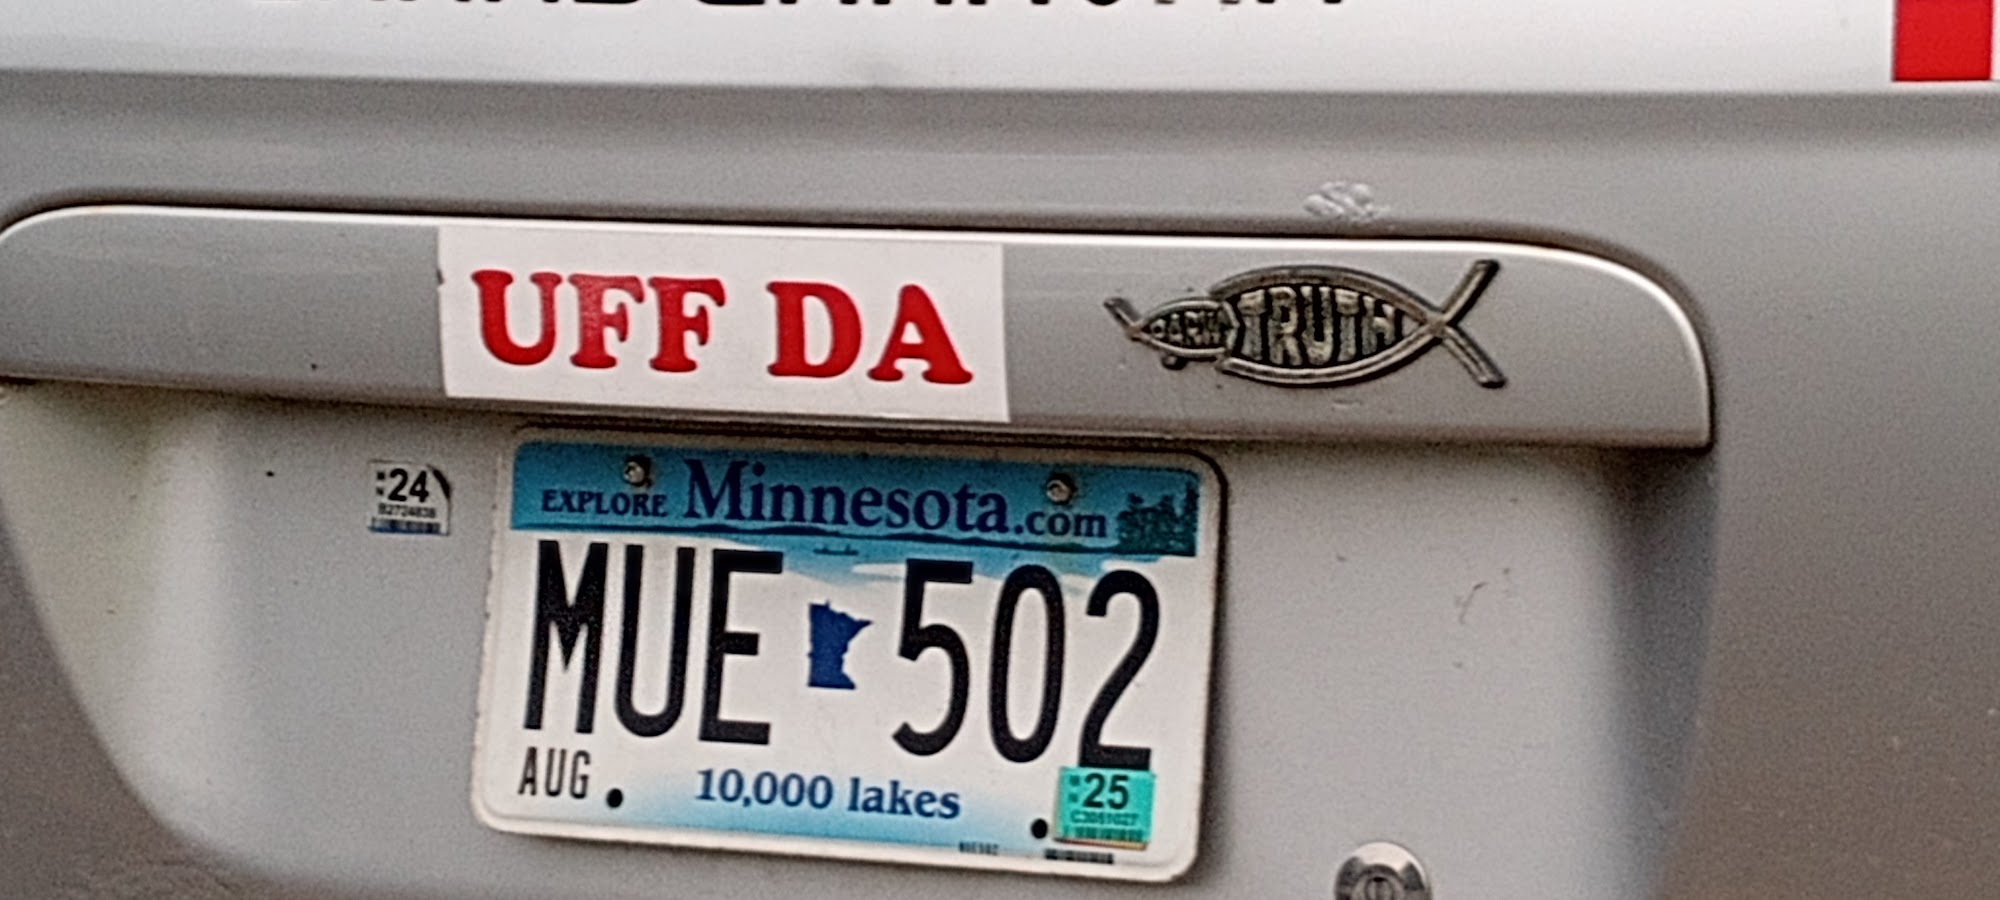 UFF DA
DARWIN
TRUTH
24
EXPLORE Minnesota.com
MUE 502
AUG
10,000 lakes
25